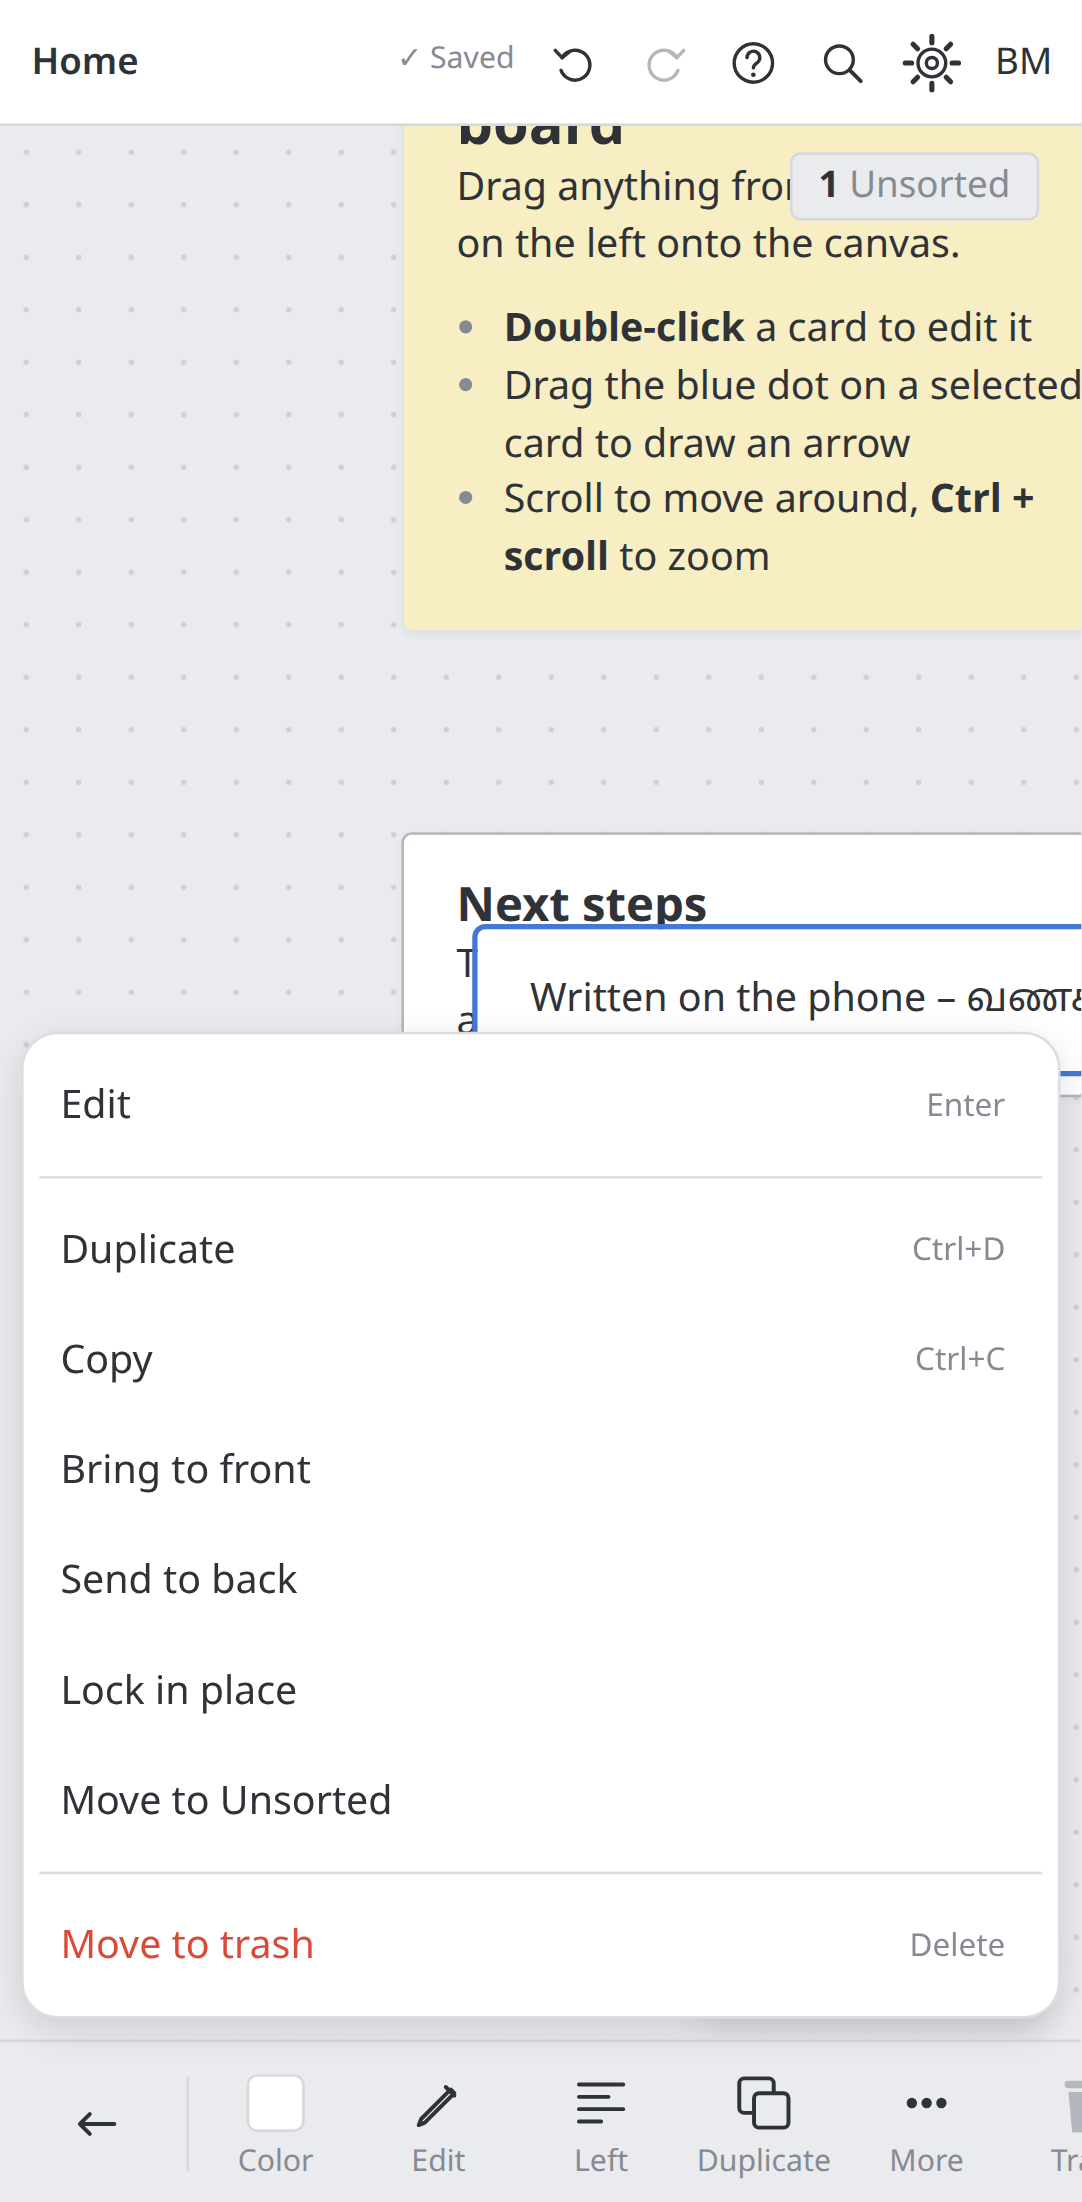 Home ✓ Saved BM
board
Drag anything from
1 Unsorted
on the left onto the canvas.
Double-click a card to edit it
Drag the blue dot on a selected
card to draw an arrow
Scroll to move around, Ctrl +
scroll to zoom
Next steps
T
Written on the phone – வண
a
Edit Enter
Duplicate Ctrl+D
Copy Ctrl+C
Bring to front
Send to back
Lock in place
Move to Unsorted
Move to trash Delete
Color Edit Left Duplicate More